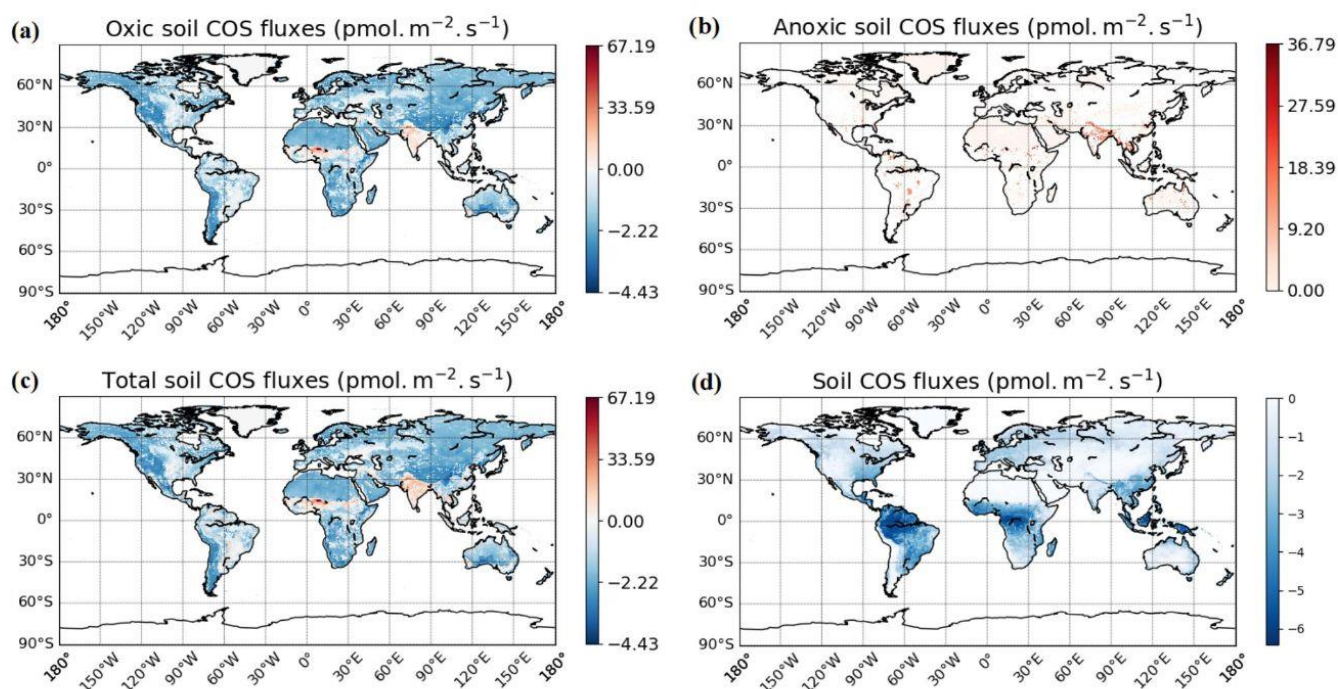 (a) Oxic soil COS fluxes (pmol. m⁻². s⁻¹)
67.19
33.59
0.00
−2.22
−4.43
60°N
30°N
0°
30°S
60°S
90°S
180° 150°W 120°W 90°W 60°W 30°W 0° 30°E 60°E 90°E 120°E 150°E 180°
(b) Anoxic soil COS fluxes (pmol. m⁻². s⁻¹)
36.79
27.59
18.39
9.20
0.00
60°N
30°N
0°
30°S
60°S
90°S
180° 150°W 120°W 90°W 60°W 30°W 0° 30°E 60°E 90°E 120°E 150°E 180°
(c) Total soil COS fluxes (pmol. m⁻². s⁻¹)
67.19
33.59
0.00
−2.22
−4.43
60°N
30°N
0°
30°S
60°S
90°S
180° 150°W 120°W 90°W 60°W 30°W 0° 30°E 60°E 90°E 120°E 150°E 180°
(d) Soil COS fluxes (pmol. m⁻². s⁻¹)
0
−1
−2
−3
−4
−5
−6
60°N
30°N
0°
30°S
60°S
90°S
180° 150°W 120°W 90°W 60°W 30°W 0° 30°E 60°E 90°E 120°E 150°E 180°